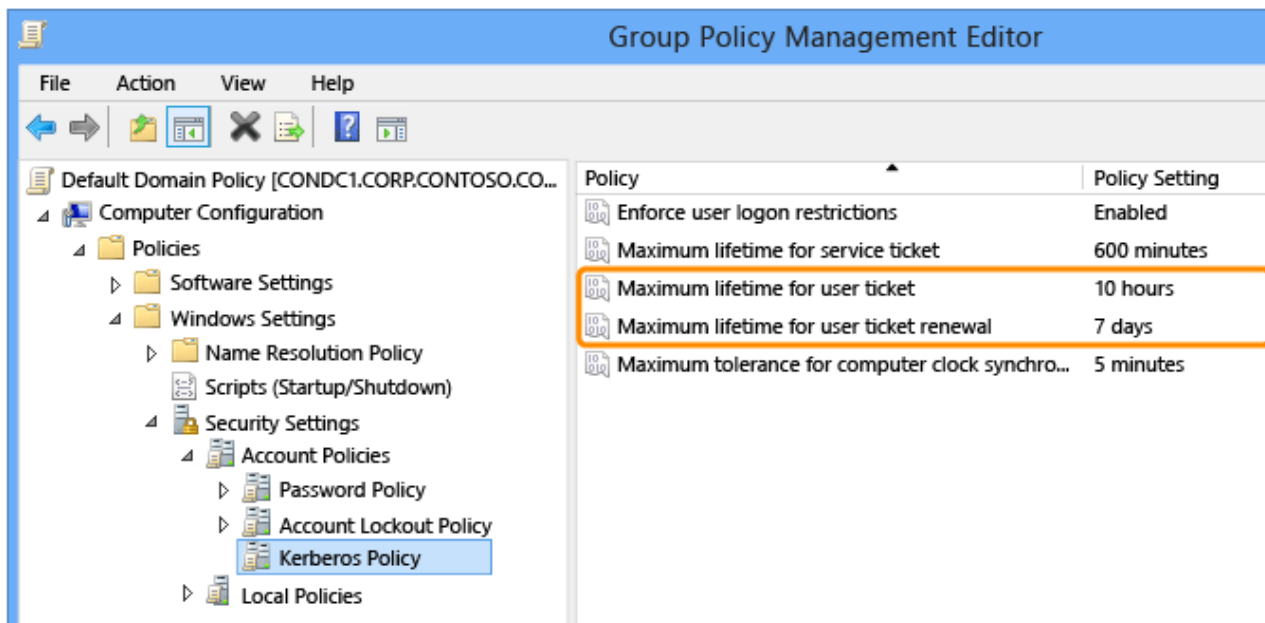 Group Policy Management Editor
File Action View Help
Default Domain Policy [CONDC1.CORP.CONTOSO.CO...
Computer Configuration
Policies
Software Settings
Windows Settings
Name Resolution Policy
Scripts (Startup/Shutdown)
Security Settings
Account Policies
Password Policy
Account Lockout Policy
Kerberos Policy
Local Policies
Policy Policy Setting
Enforce user logon restrictions Enabled
Maximum lifetime for service ticket 600 minutes
Maximum lifetime for user ticket 10 hours
Maximum lifetime for user ticket renewal 7 days
Maximum tolerance for computer clock synchro... 5 minutes